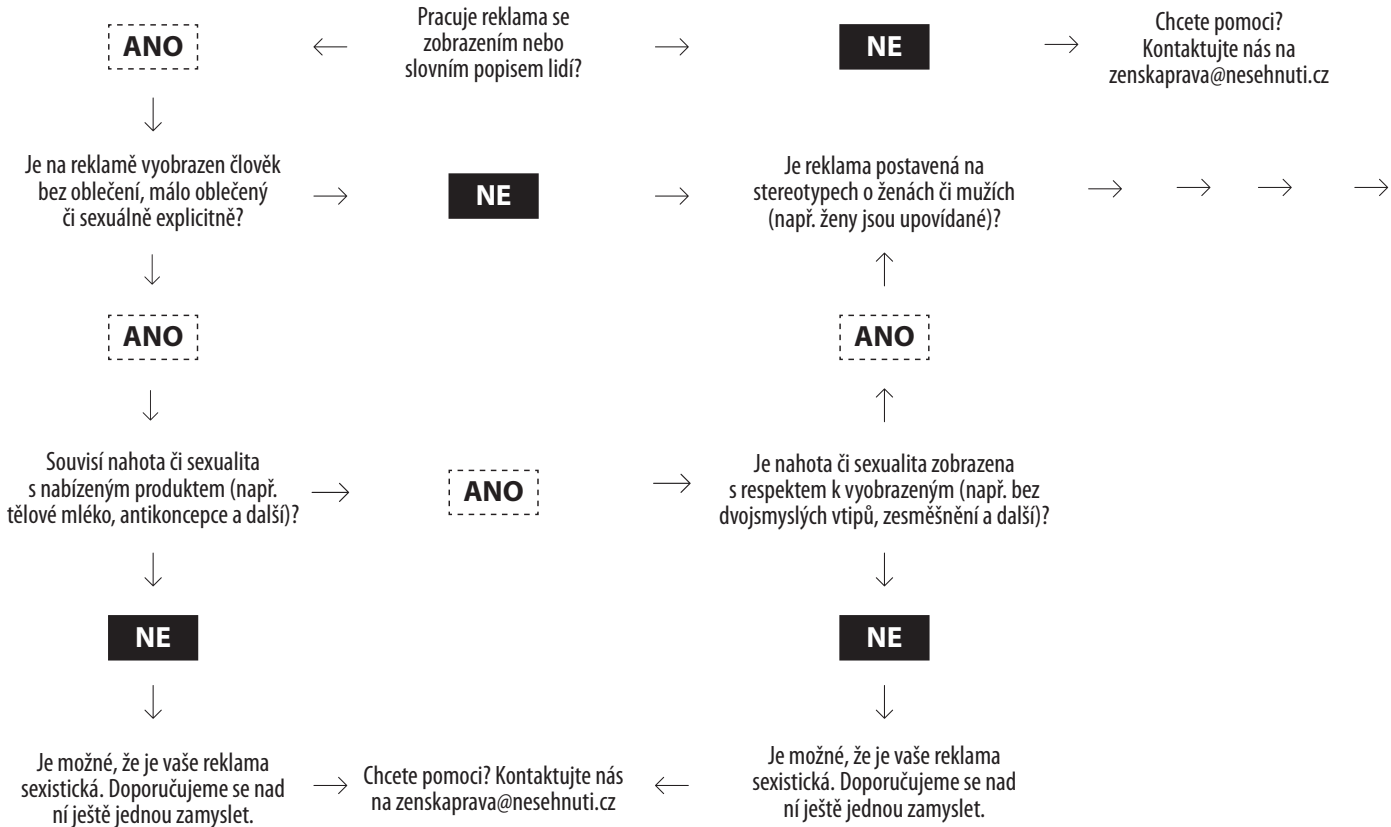 ANO
Pracuje reklama se
zobrazením nebo
slovním popisem lidí?
NE
Chcete pomoci?
Kontaktujte nás na
zenskaprava@nesehnuti.cz
Je na reklamě vyobrazen člověk
bez oblečení, málo oblečený
či sexuálně explicitně?
NE
Je reklama postavená na
stereotypech o ženách či mužích
(např. ženy jsou upovídané)?
ANO
ANO
Souvisí nahota či sexualita
s nabízeným produktem (např.
tělové mléko, antikoncepce a další)?
ANO
Je nahota či sexualita zobrazena
s respektem k vyobrazeným (např. bez
dvojsmyslých vtipů, zesměšnění a další)?
NE
NE
Je možné, že je vaše reklama
sexistická. Doporučujeme se nad
ní ještě jednou zamyslet.
Chcete pomoci? Kontaktujte nás
na zenskaprava@nesehnuti.cz
Je možné, že je vaše reklama
sexistická. Doporučujeme se nad
ní ještě jednou zamyslet.